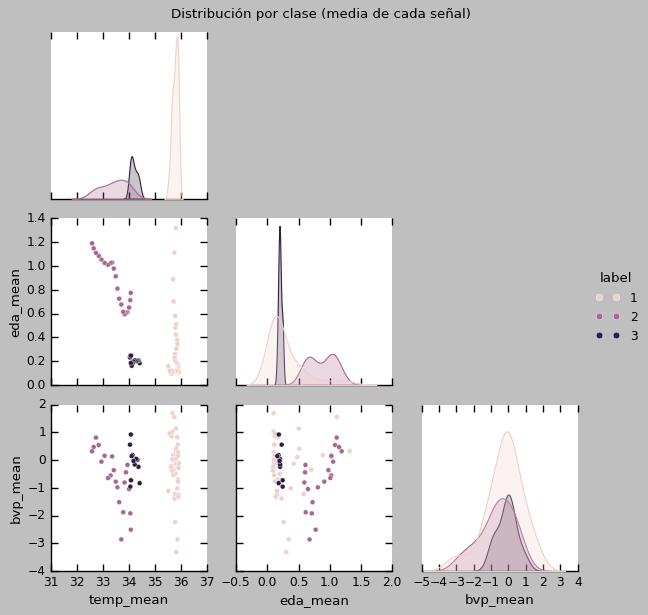 Distribución por clase (media de cada señal)
eda_mean
1.4
1.2
1.0
0.8
0.6
0.4
0.2
0.0
label
1
2
3
bvp_mean
2
1
0
−1
−2
−3
−4
31 32 33 34 35 36 37
temp_mean
−0.5 0.0 0.5 1.0 1.5 2.0
eda_mean
−5 −4 −3 −2 −1 0 1 2 3 4
bvp_mean